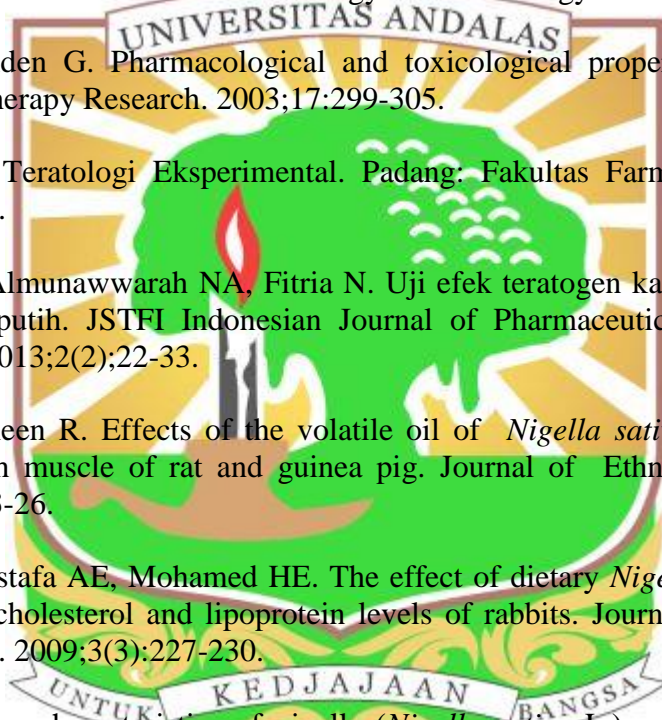 UNIVERSITAS ANDALAS
den G. Pharmacological and toxicological proper
herapy Research. 2003;17:299-305.
Teratologi Eksperimental. Padang: Fakultas Farm
.
Almunawwarah NA, Fitria N. Uji efek teratogen ka
putih. JSTFI Indonesian Journal of Pharmaceutic
013;2(2);22-33.
een R. Effects of the volatile oil of Nigella sati
n muscle of rat and guinea pig. Journal of Ethn
-26.
stafa AE, Mohamed HE. The effect of dietary Nige
cholesterol and lipoprotein levels of rabbits. Journ
. 2009;3(3):227-230.
UNTUK KEDJAJAAN BANGSA